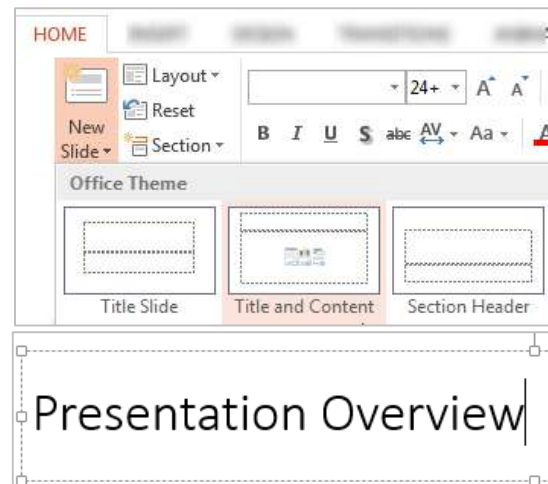 HOME
Layout
24+ A A
New Slide
Reset
Section
B I U S abc AV Aa A
Office Theme
Title Slide Title and Content Section Header
Presentation Overview